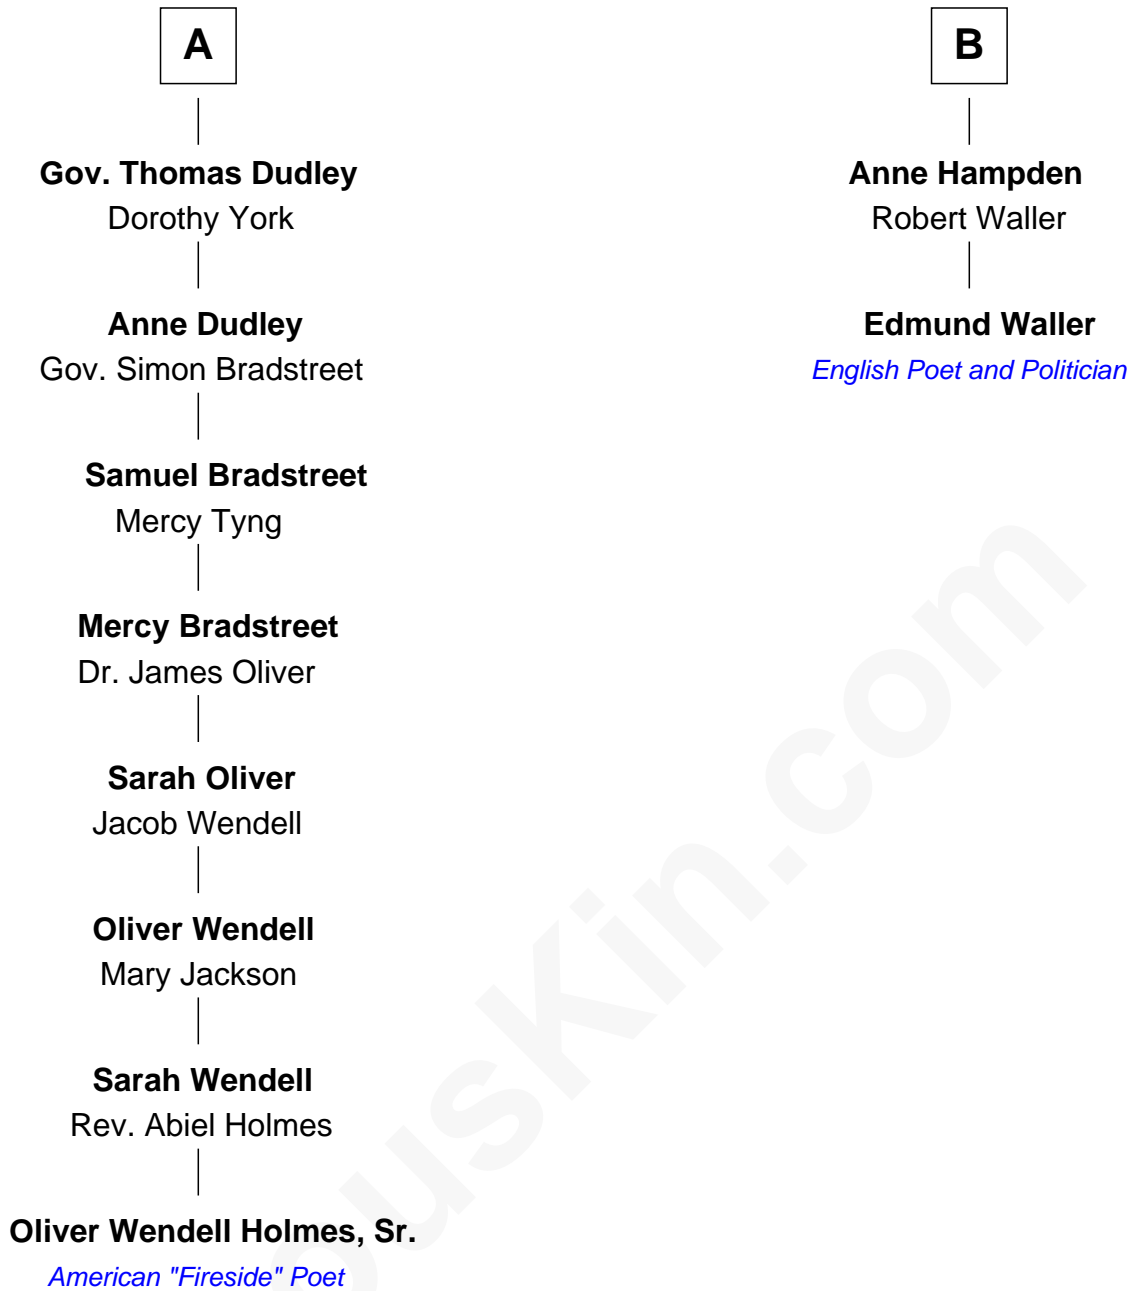 A
Gov. Thomas Dudley
Dorothy York
Anne Dudley
Gov. Simon Bradstreet
Samuel Bradstreet
Mercy Tyng
Mercy Bradstreet
Dr. James Oliver
Sarah Oliver
Jacob Wendell
Oliver Wendell
Mary Jackson
Sarah Wendell
Rev. Abiel Holmes
Oliver Wendell Holmes, Sr.
American "Fireside" Poet
B
Anne Hampden
Robert Waller
Edmund Waller
English Poet and Politician
ousKin.com